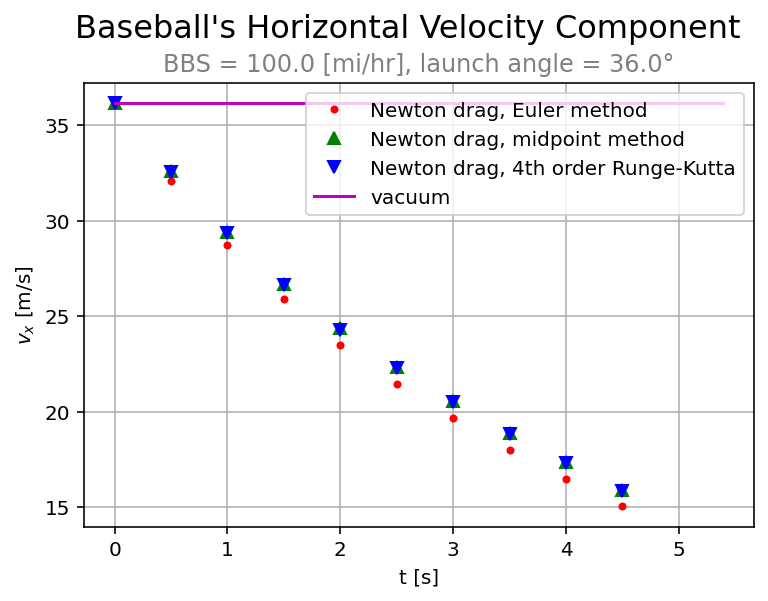 Baseball's Horizontal Velocity Component
BBS = 100.0 [mi/hr], launch angle = 36.0°
Newton drag, Euler method
Newton drag, midpoint method
Newton drag, 4th order Runge-Kutta
vacuum
35
30
25
20
15
v_x [m/s]
0 1 2 3 4 5
t [s]